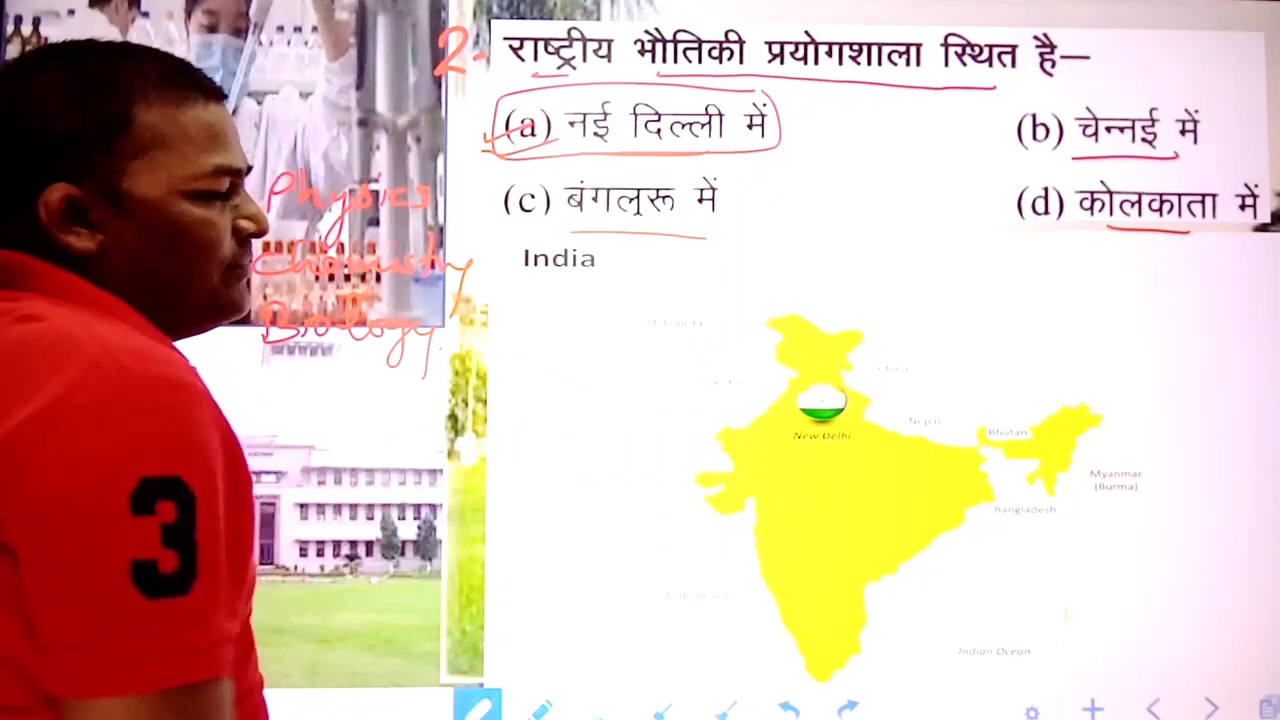 2- राष्ट्रीय भौतिकी प्रयोगशाला स्थित है–
(a) नई दिल्ली में
(b) चेन्नई में
(c) बंगलूरू में
(d) कोलकाता में
Physics
Chemistry
Biology
India
China
Nepal
New Delhi
Bhutan
Myanmar
(Burma)
Bangladesh
Indian Ocean
3